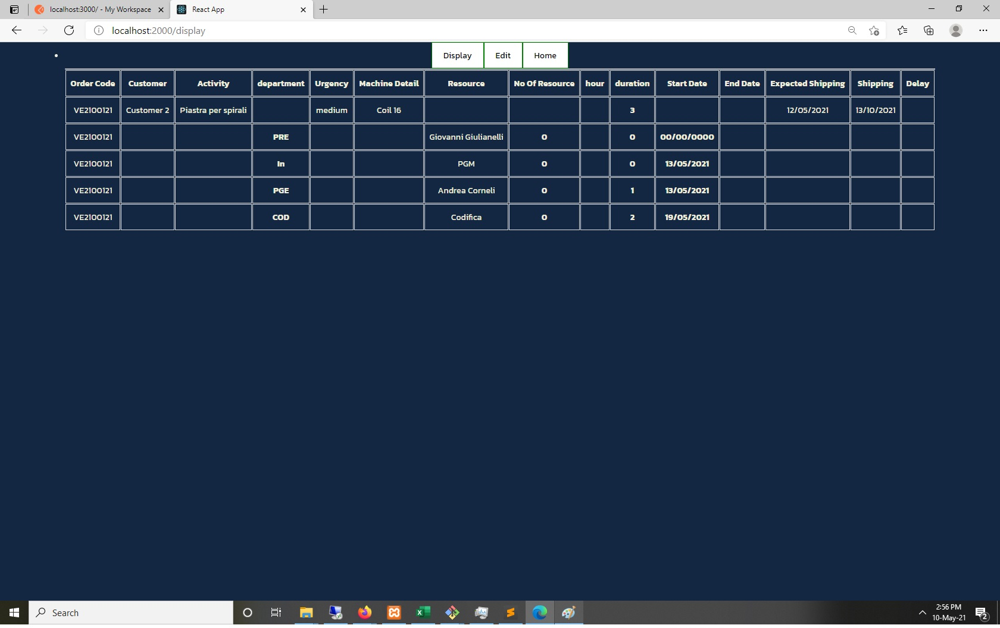 localhost:3000/ - My Workspace React App
localhost:2000/display
Display Edit Home
Order Code Customer Activity department Urgency Machine Detail Resource No Of Resource hour duration Start Date End Date Expected Shipping Shipping Delay
VE2100121 Customer 2 Piastra per spirali medium Coil 16 3 12/05/2021 13/10/2021
VE2100121 PRE Giovanni Giulianelli 0 0 00/00/0000
VE2100121 In PGM 0 0 13/05/2021
VE2100121 PGE Andrea Corneli 0 1 13/05/2021
VE2100121 COD Codifica 0 2 19/05/2021
Search
2:56 PM
10-May-21
2